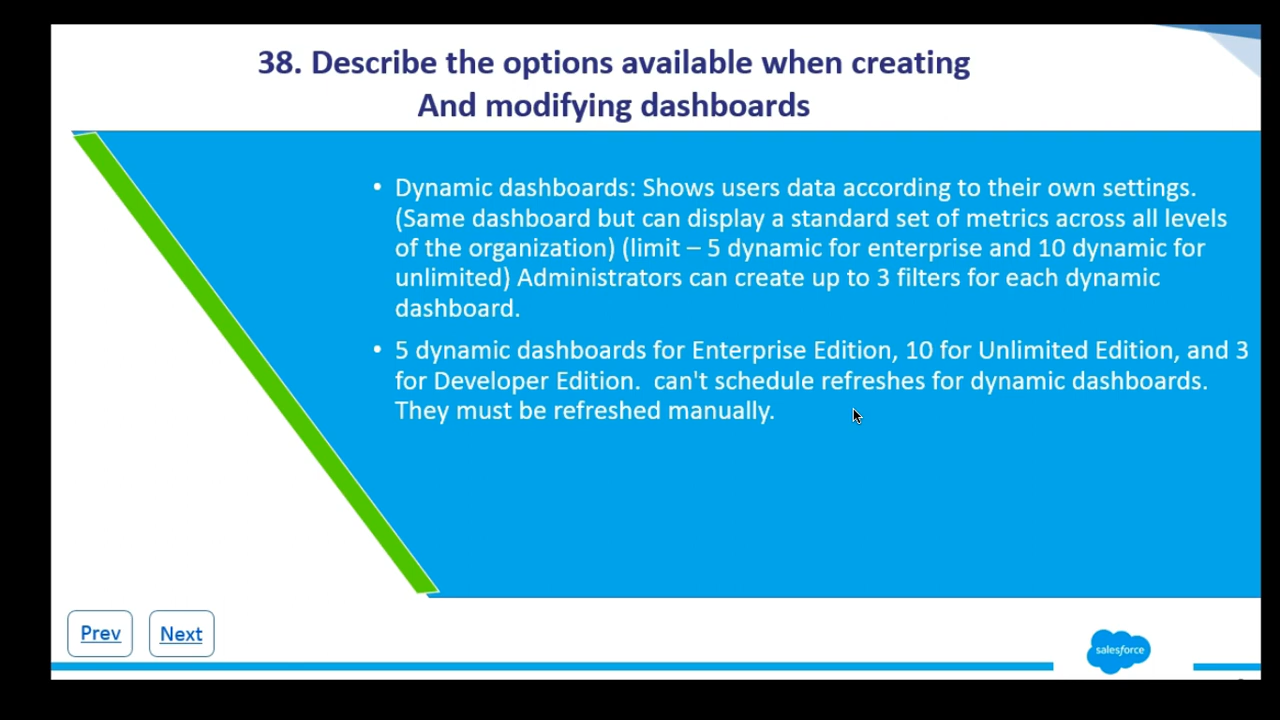 38. Describe the options available when creating
And modifying dashboards
• Dynamic dashboards: Shows users data according to their own settings.
(Same dashboard but can display a standard set of metrics across all levels
of the organization) (limit – 5 dynamic for enterprise and 10 dynamic for
unlimited) Administrators can create up to 3 filters for each dynamic
dashboard.
• 5 dynamic dashboards for Enterprise Edition, 10 for Unlimited Edition, and 3
for Developer Edition.  can't schedule refreshes for dynamic dashboards.
They must be refreshed manually.
Prev
Next
salesforce